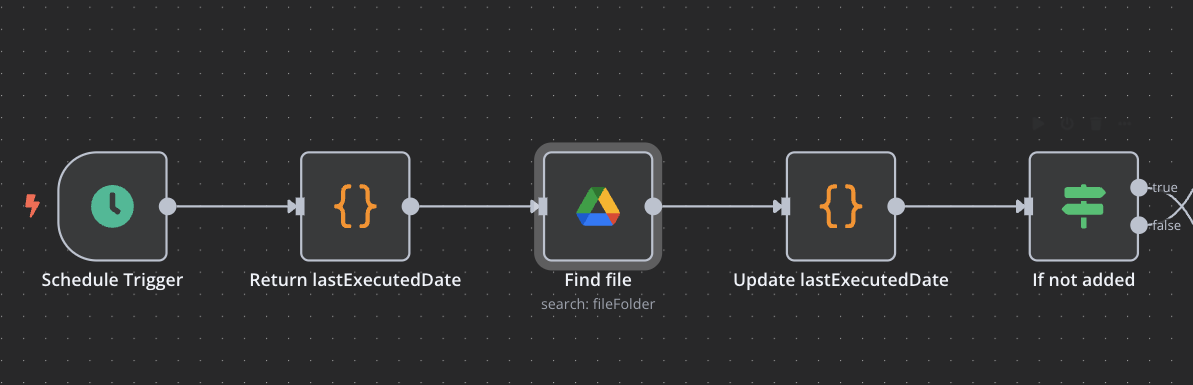 true
false
Schedule Trigger
Return lastExecutedDate
Find file
search: fileFolder
Update lastExecutedDate
If not added